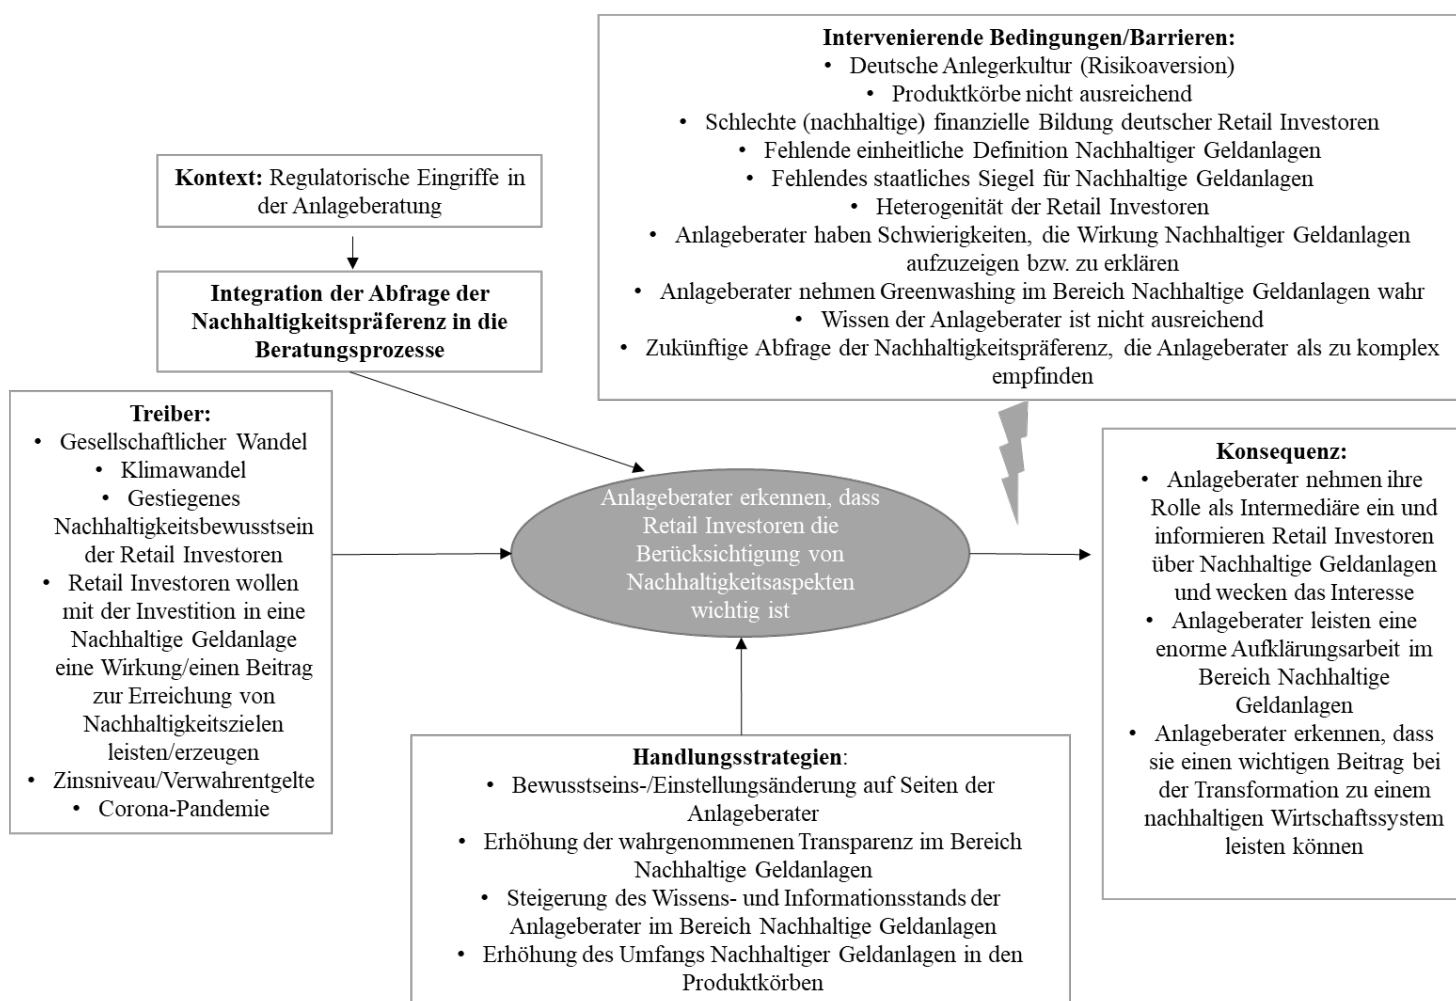 Intervenierende Bedingungen/Barrieren:
• Deutsche Anlegerkultur (Risikoaversion)
• Produktkörbe nicht ausreichend
• Schlechte (nachhaltige) finanzielle Bildung deutscher Retail Investoren
• Fehlende einheitliche Definition Nachhaltiger Geldanlagen
• Fehlendes staatliches Siegel für Nachhaltige Geldanlagen
• Heterogenität der Retail Investoren
• Anlageberater haben Schwierigkeiten, die Wirkung Nachhaltiger Geldanlagen
aufzuzeigen bzw. zu erklären
• Anlageberater nehmen Greenwashing im Bereich Nachhaltige Geldanlagen wahr
• Wissen der Anlageberater ist nicht ausreichend
• Zukünftige Abfrage der Nachhaltigkeitspräferenz, die Anlageberater als zu komplex
empfinden
Kontext: Regulatorische Eingriffe in
der Anlageberatung
Integration der Abfrage der
Nachhaltigkeitspräferenz in die
Beratungsprozesse
Treiber:
• Gesellschaftlicher Wandel
• Klimawandel
• Gestiegenes
Nachhaltigkeitsbewusstsein
der Retail Investoren
• Retail Investoren wollen
mit der Investition in eine
Nachhaltige Geldanlage
eine Wirkung/einen Beitrag
zur Erreichung von
Nachhaltigkeitszielen
leisten/erzeugen
• Zinsniveau/Verwahrentgelte
• Corona-Pandemie
Anlageberater erkennen, dass
Retail Investoren die
Berücksichtigung von
Nachhaltigkeitsaspekten
wichtig ist
Konsequenz:
• Anlageberater nehmen ihre
Rolle als Intermediäre ein und
informieren Retail Investoren
über Nachhaltige Geldanlagen
und wecken das Interesse
• Anlageberater leisten eine
enorme Aufklärungsarbeit im
Bereich Nachhaltige
Geldanlagen
• Anlageberater erkennen, dass
sie einen wichtigen Beitrag bei
der Transformation zu einem
nachhaltigen Wirtschaftssystem
leisten können
Handlungsstrategien:
• Bewusstseins-/Einstellungsänderung auf Seiten der
Anlageberater
• Erhöhung der wahrgenommenen Transparenz im Bereich
Nachhaltige Geldanlagen
• Steigerung des Wissens- und Informationsstands der
Anlageberater im Bereich Nachhaltige Geldanlagen
• Erhöhung des Umfangs Nachhaltiger Geldanlagen in den
Produktkörben